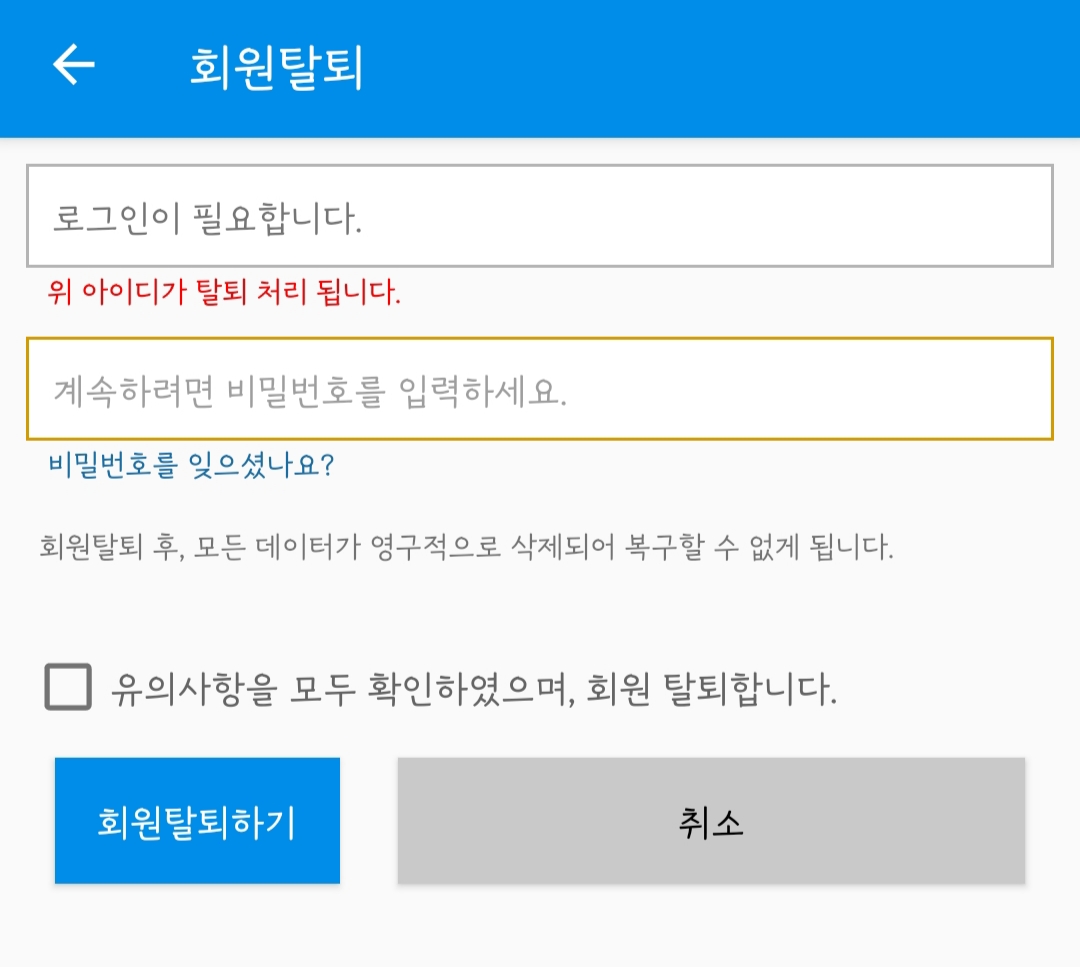 회원탈퇴
로그인이 필요합니다.
위 아이디가 탈퇴 처리 됩니다.
계속하려면 비밀번호를 입력하세요.
비밀번호를 잊으셨나요?
회원탈퇴 후, 모든 데이터가 영구적으로 삭제되어 복구할 수 없게 됩니다.
유의사항을 모두 확인하였으며, 회원 탈퇴합니다.
회원탈퇴하기
취소